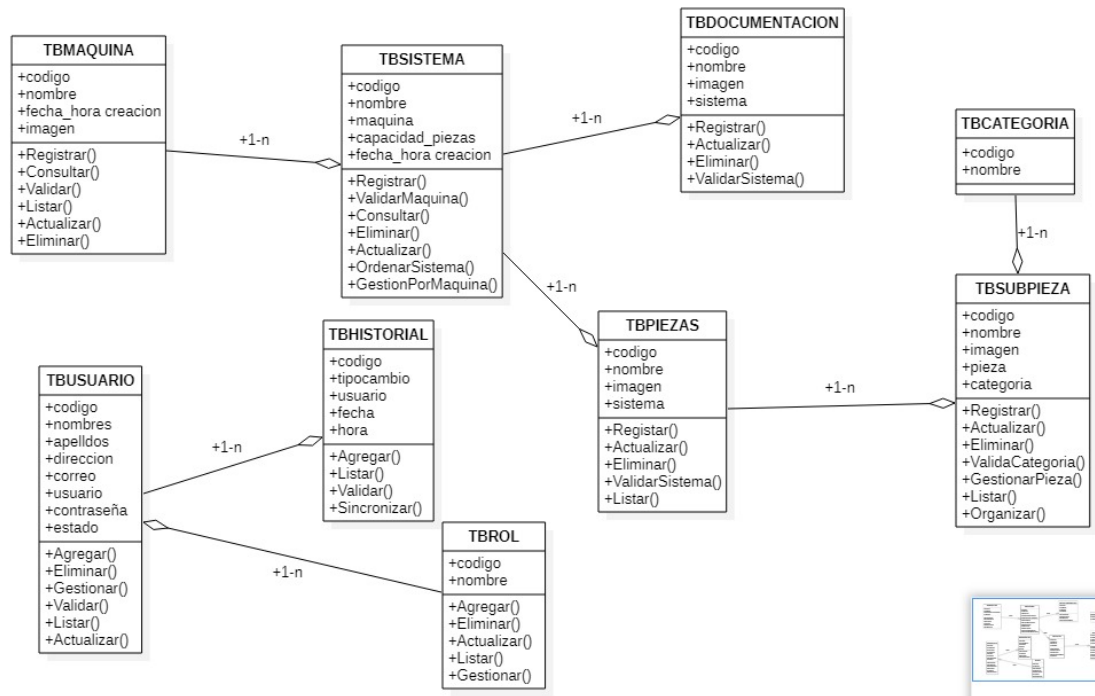 TBMAQUINA
+codigo
+nombre
+fecha_hora creacion
+imagen
+Registrar()
+Consultar()
+Validar()
+Listar()
+Actualizar()
+Eliminar()
+1-n
TBSISTEMA
+codigo
+nombre
+maquina
+capacidad_piezas
+fecha_hora creacion
+Registrar()
+ValidarMaquina()
+Consultar()
+Eliminar()
+Actualizar()
+OrdenarSistema()
+GestionPorMaquina()
+1-n
TBDOCUMENTACION
+codigo
+nombre
+imagen
+sistema
+Registrar()
+Actualizar()
+Eliminar()
+ValidarSistema()
TBCATEGORIA
+codigo
+nombre
+1-n
TBSUBPIEZA
+codigo
+nombre
+imagen
+pieza
+categoria
+Registrar()
+Actualizar()
+Eliminar()
+ValidaCategoria()
+GestionarPieza()
+Listar()
+Organizar()
+1-n
TBPIEZAS
+codigo
+nombre
+imagen
+sistema
+Registar()
+Actualizar()
+Eliminar()
+ValidarSistema()
+Listar()
+1-n
TBHISTORIAL
+codigo
+tipocambio
+usuario
+fecha
+hora
+Agregar()
+Listar()
+Validar()
+Sincronizar()
TBUSUARIO
+codigo
+nombres
+apelldos
+direccion
+correo
+usuario
+contraseña
+estado
+Agregar()
+Eliminar()
+Gestionar()
+Validar()
+Listar()
+Actualizar()
+1-n
+1-n
TBROL
+codigo
+nombre
+Agregar()
+Eliminar()
+Actualizar()
+Listar()
+Gestionar()